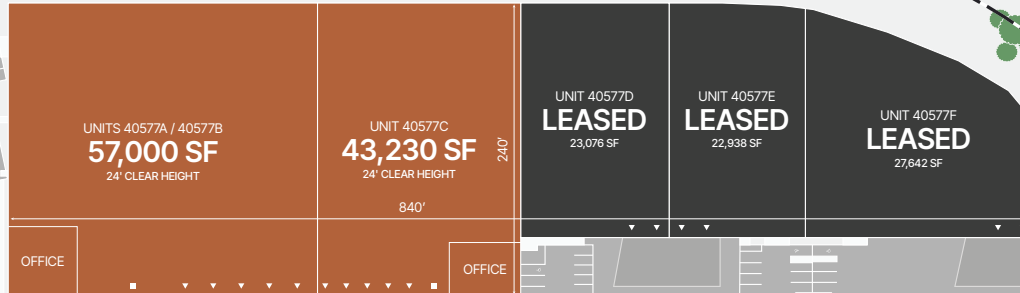 UNITS 40577A / 40577B
57,000 SF
24' CLEAR HEIGHT
UNIT 40577C
43,230 SF
24' CLEAR HEIGHT
240'
840'
UNIT 40577D
LEASED
23,076 SF
UNIT 40577E
LEASED
22,938 SF
UNIT 40577F
LEASED
27,642 SF
OFFICE
OFFICE